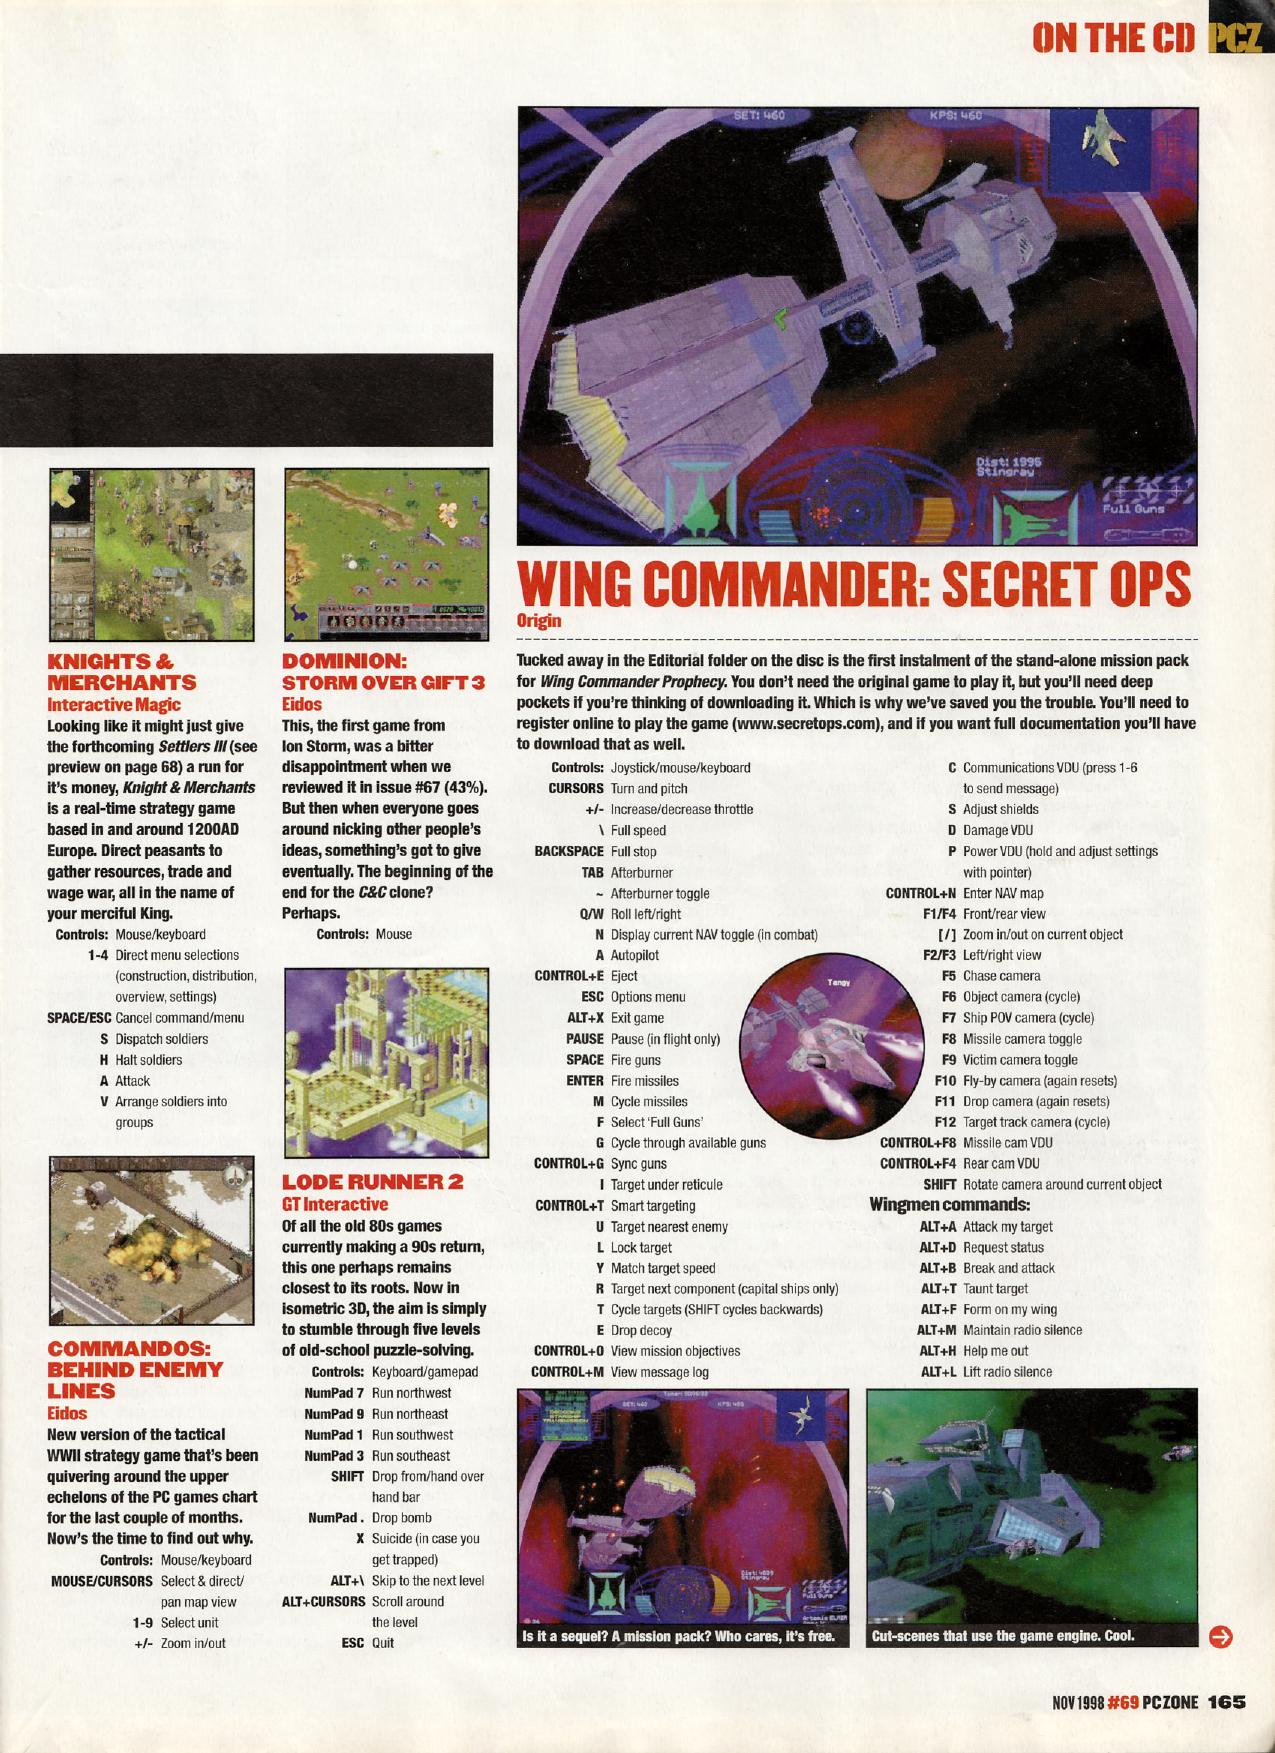 ON THE CD PCZ
SET: 460
KPS: 460
Dist: 1995
Stingray
Full Guns
KNIGHTS &
MERCHANTS
Interactive Magic
Looking like it might just give
the forthcoming Settlers III (see
preview on page 68) a run for
it's money, Knight & Merchants
is a real-time strategy game
based in and around 1200AD
Europe. Direct peasants to
gather resources, trade and
wage war, all in the name of
your merciful King.
Controls: Mouse/keyboard
1-4 Direct menu selections
(construction, distribution,
overview, settings)
SPACE/ESC Cancel command/menu
S Dispatch soldiers
H Halt soldiers
A Attack
V Arrange soldiers into
groups
COMMANDOS:
BEHIND ENEMY
LINES
Eidos
New version of the tactical
WWII strategy game that's been
quivering around the upper
echelons of the PC games chart
for the last couple of months.
Now's the time to find out why.
Controls: Mouse/keyboard
MOUSE/CURSORS Select & direct/
pan map view
1-9 Select unit
+/- Zoom in/out
DOMINION:
STORM OVER GIFT 3
Eidos
This, the first game from
Ion Storm, was a bitter
disappointment when we
reviewed it in issue #67 (43%).
But then when everyone goes
around nicking other people's
ideas, something's got to give
eventually. The beginning of the
end for the C&C clone?
Perhaps.
Controls: Mouse
LODE RUNNER 2
GT Interactive
Of all the old 80s games
currently making a 90s return,
this one perhaps remains
closest to its roots. Now in
isometric 3D, the aim is simply
to stumble through five levels
of old-school puzzle-solving.
Controls: Keyboard/gamepad
NumPad 7 Run northwest
NumPad 9 Run northeast
NumPad 1 Run southwest
NumPad 3 Run southeast
SHIFT Drop from/hand over
hand bar
NumPad . Drop bomb
X Suicide (in case you
get trapped)
ALT+\ Skip to the next level
ALT+CURSORS Scroll around
the level
ESC Quit
WING COMMANDER: SECRET OPS
Origin
Tucked away in the Editorial folder on the disc is the first instalment of the stand-alone mission pack
for Wing Commander Prophecy. You don't need the original game to play it, but you'll need deep
pockets if you're thinking of downloading it. Which is why we've saved you the trouble. You'll need to
register online to play the game (www.secretops.com), and if you want full documentation you'll have
to download that as well.
Controls: Joystick/mouse/keyboard
CURSORS Turn and pitch
+/- Increase/decrease throttle
\ Full speed
BACKSPACE Full stop
TAB Afterburner
~ Afterburner toggle
Q/W Roll left/right
N Display current NAV toggle (in combat)
A Autopilot
CONTROL+E Eject
ESC Options menu
ALT+X Exit game
PAUSE Pause (in flight only)
SPACE Fire guns
ENTER Fire missiles
M Cycle missiles
F Select 'Full Guns'
G Cycle through available guns
CONTROL+G Sync guns
I Target under reticule
CONTROL+T Smart targeting
U Target nearest enemy
L Lock target
Y Match target speed
R Target next component (capital ships only)
T Cycle targets (SHIFT cycles backwards)
E Drop decoy
CONTROL+O View mission objectives
CONTROL+M View message log
Tangy
C Communications VDU (press 1-6
to send message)
S Adjust shields
D Damage VDU
P Power VDU (hold and adjust settings
with pointer)
CONTROL+N Enter NAV map
F1/F4 Front/rear view
[ / ] Zoom in/out on current object
F2/F3 Left/right view
F5 Chase camera
F6 Object camera (cycle)
F7 Ship POV camera (cycle)
F8 Missile camera toggle
F9 Victim camera toggle
F10 Fly-by camera (again resets)
F11 Drop camera (again resets)
F12 Target track camera (cycle)
CONTROL+F8 Missile cam VDU
CONTROL+F4 Rear cam VDU
SHIFT Rotate camera around current object
Wingmen commands:
ALT+A Attack my target
ALT+D Request status
ALT+B Break and attack
ALT+T Taunt target
ALT+F Form on my wing
ALT+M Maintain radio silence
ALT+H Help me out
ALT+L Lift radio silence
Stingray
Full Guns
Is it a sequel? A mission pack? Who cares, it's free.
Cut-scenes that use the game engine. Cool.
NOV 1998 #69 PC ZONE 165